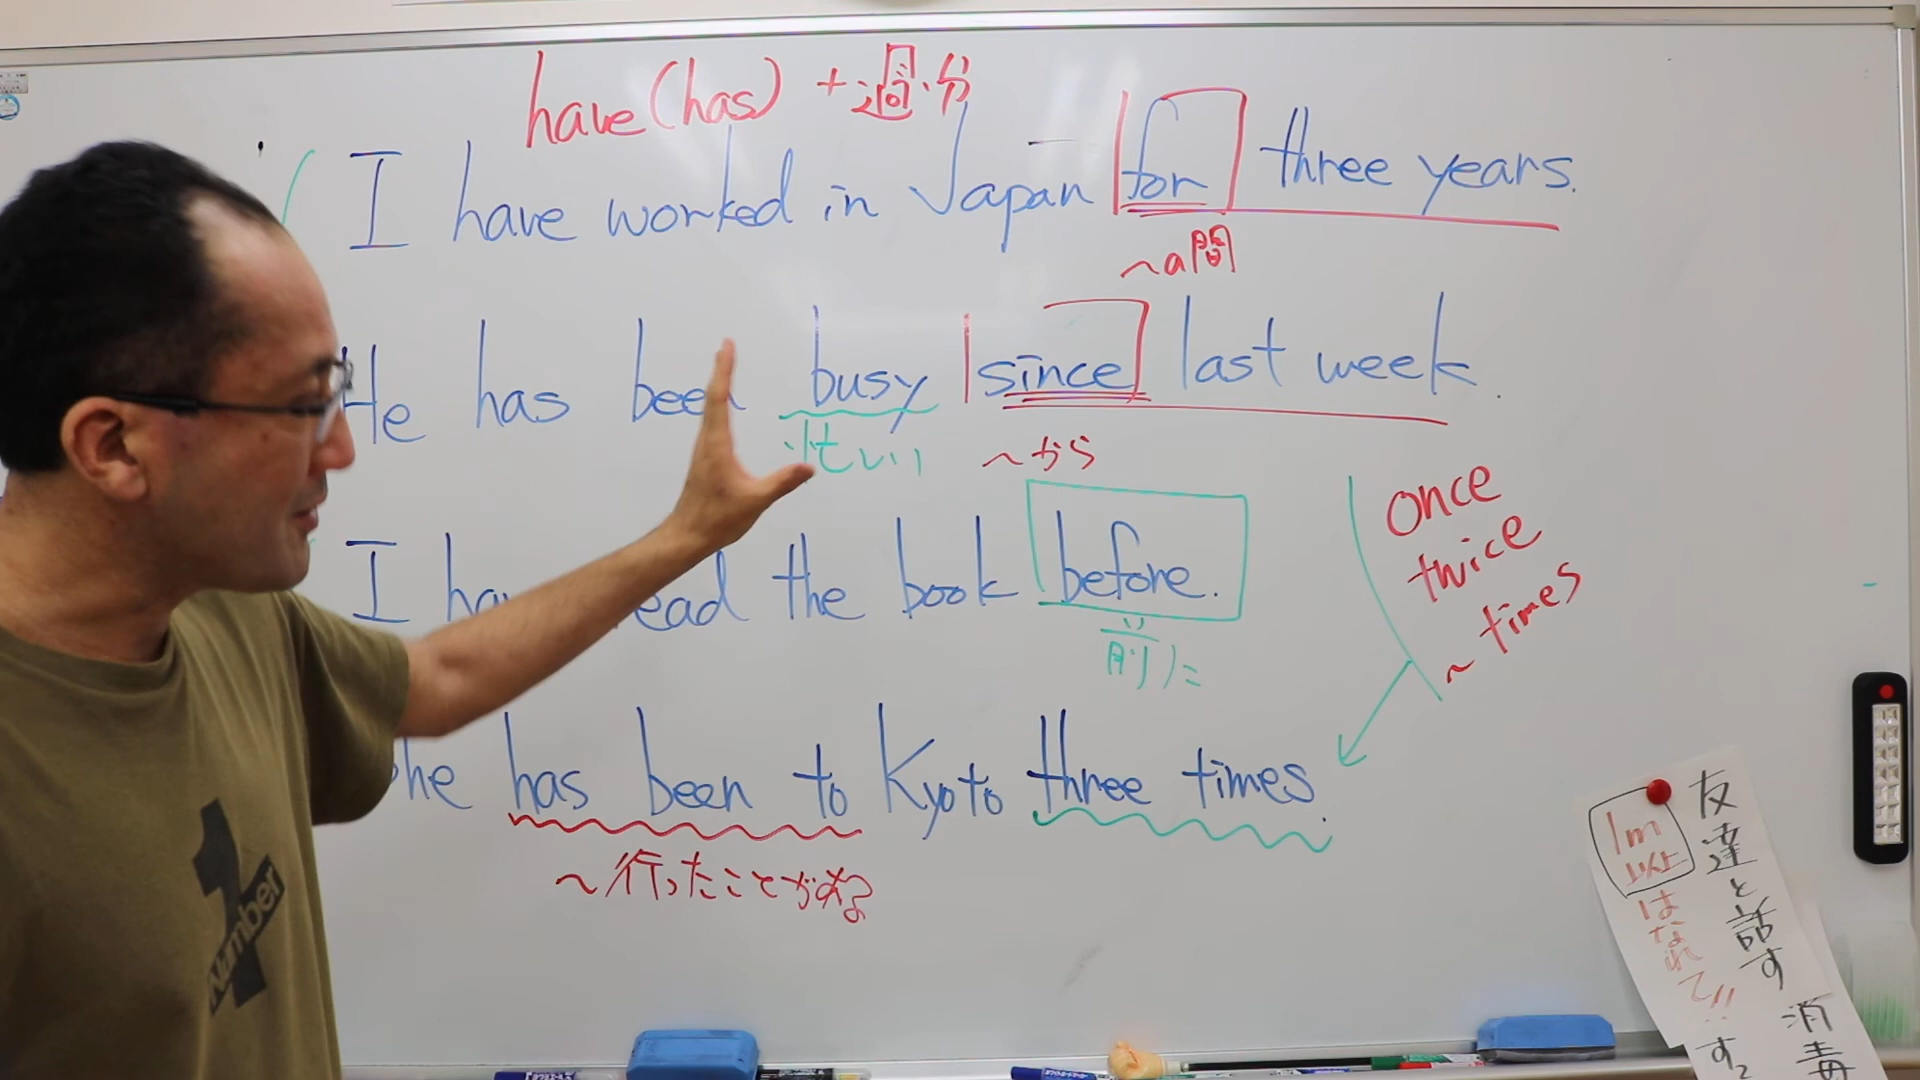 have (has) + 過・分
I have worked in Japan for three years.
~の間
He has been busy since last week.
忙しい ~から
I have read the book before.
前に
once
twice
~ times
She has been to Kyoto three times.
~行ったことがある
Number 1
1m
以上
はなれて!!
友達と話す
消毒